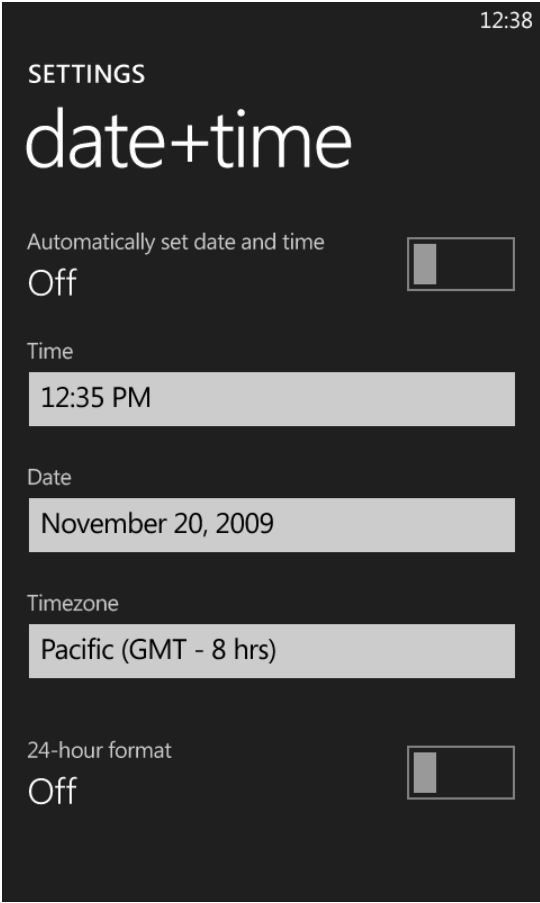 12:38
SETTINGS
date+time
Automatically set date and time
Off
Time
12:35 PM
Date
November 20, 2009
Timezone
Pacific (GMT - 8 hrs)
24-hour format
Off